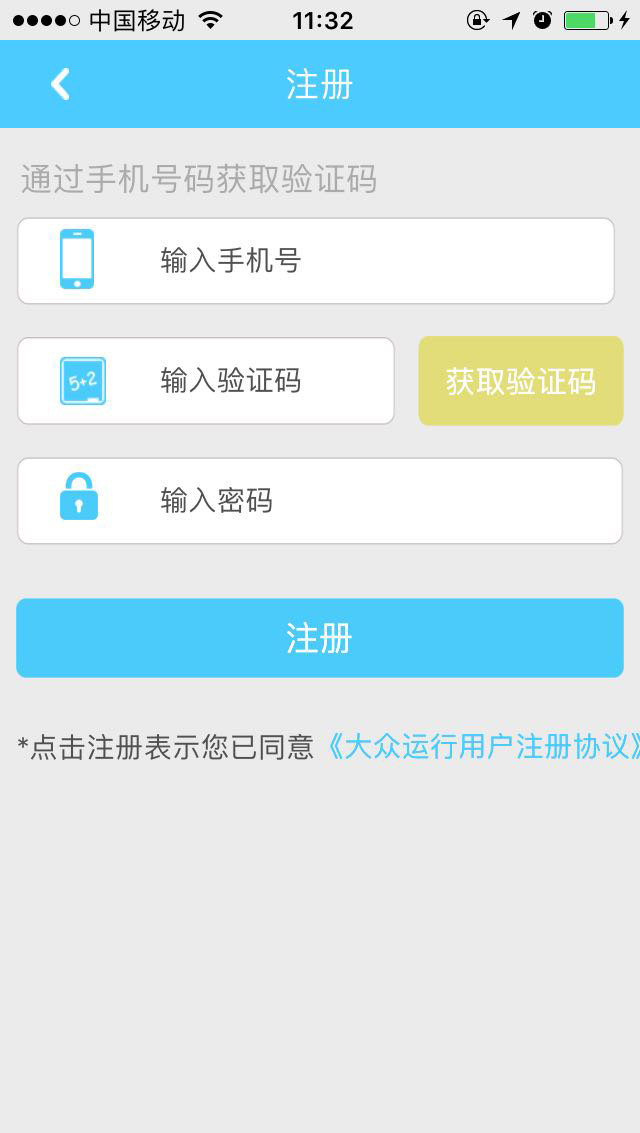 中国移动 11:32
注册
通过手机号码获取验证码
输入手机号
5+2 输入验证码 获取验证码
输入密码
注册
*点击注册表示您已同意《大众运行用户注册协议》